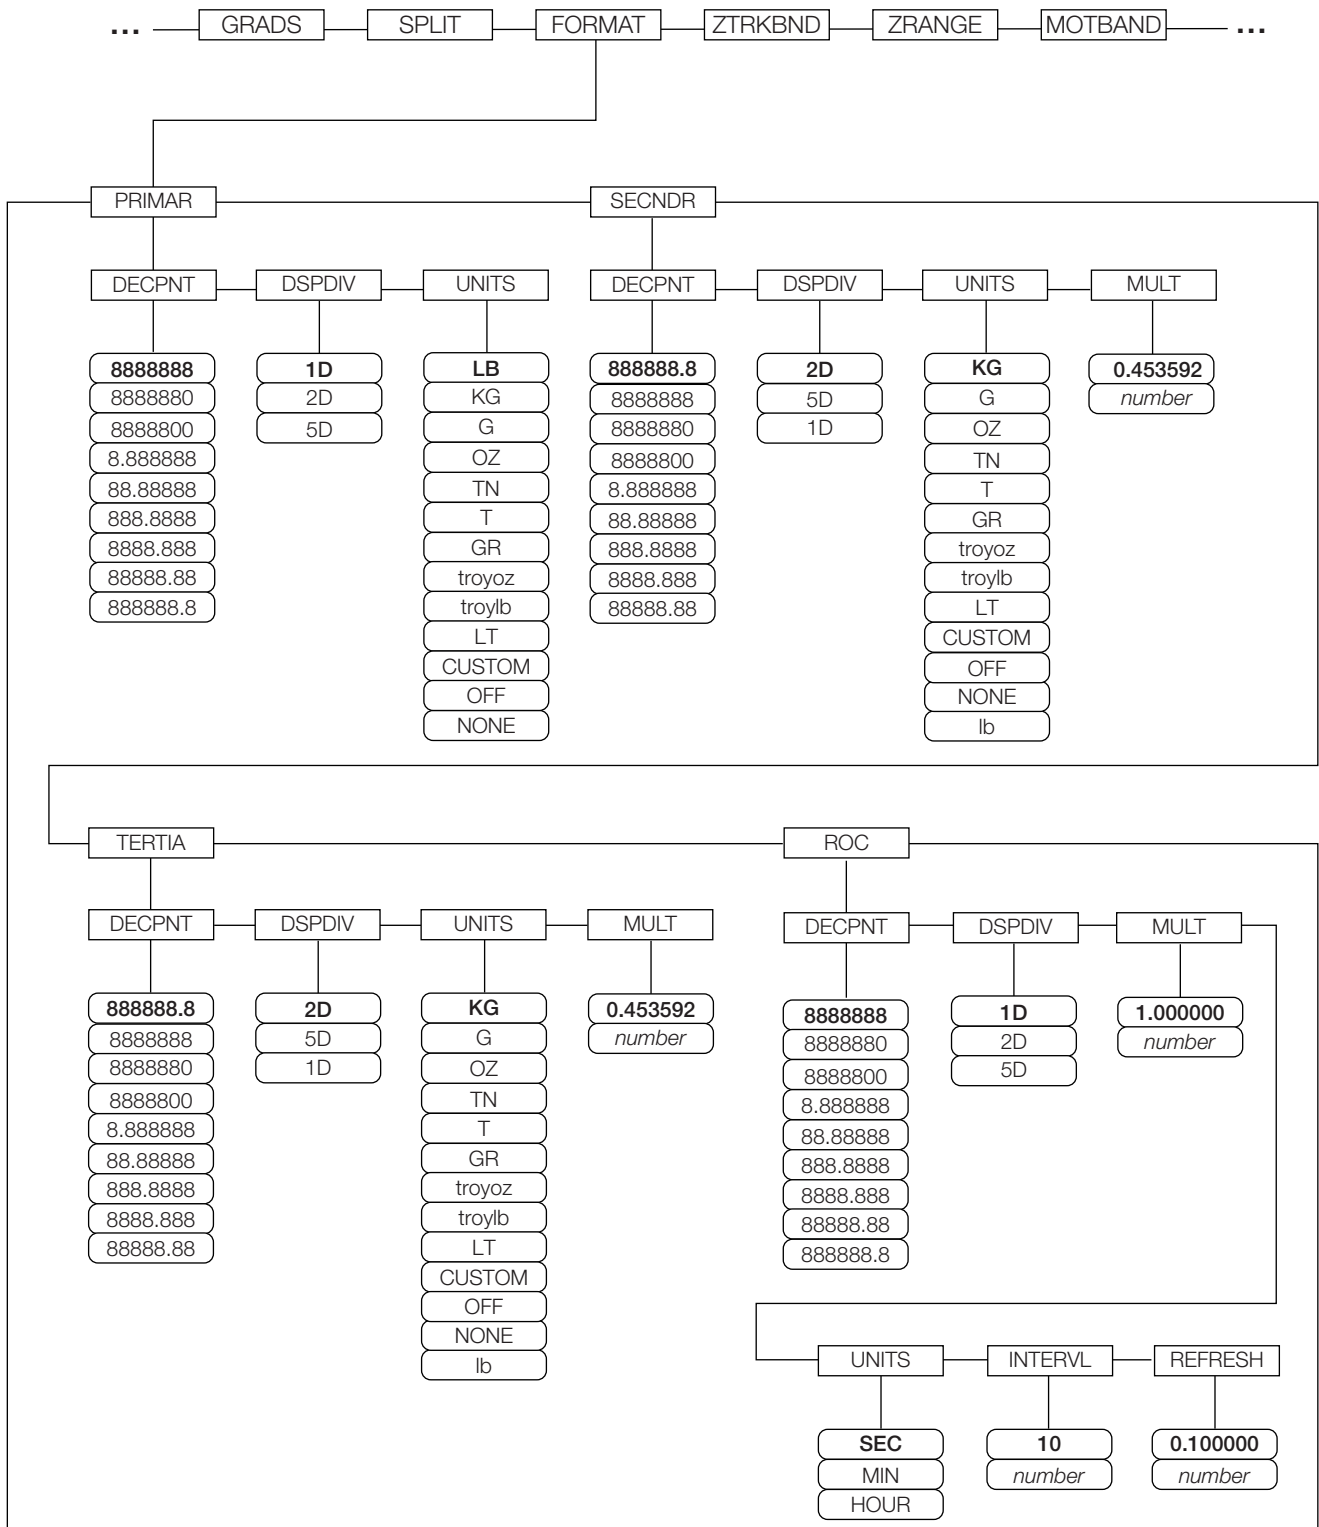 ... GRADS SPLIT FORMAT ZTRKBND ZRANGE MOTBAND ...
PRIMAR SECNDR
DECPNT DSPDIV UNITS DECPNT DSPDIV UNITS MULT
8888888 1D LB 888888.8 2D KG 0.453592
8888880 2D KG 8888888 5D G number
8888800 5D G 8888880 1D OZ
8.888888 OZ 8888800 TN
88.88888 TN 8.888888 T
888.8888 T 88.88888 GR
8888.888 GR 888.8888 troyoz
88888.88 troyoz 8888.888 troylb
888888.8 troylb 88888.88 LT
LT CUSTOM
CUSTOM OFF
OFF NONE
NONE lb
TERTIA ROC
DECPNT DSPDIV UNITS MULT DECPNT DSPDIV MULT
888888.8 2D KG 0.453592 8888888 1D 1.000000
8888888 5D G number 8888880 2D number
8888880 1D OZ 8888800 5D
8888800 TN 8.888888
8.888888 T 88.88888
88.88888 GR 888.8888
888.8888 troyoz 8888.888
8888.888 troylb 88888.88
88888.88 LT 888888.8
CUSTOM
OFF
NONE
lb
UNITS INTERVL REFRESH
SEC 10 0.100000
MIN number number
HOUR